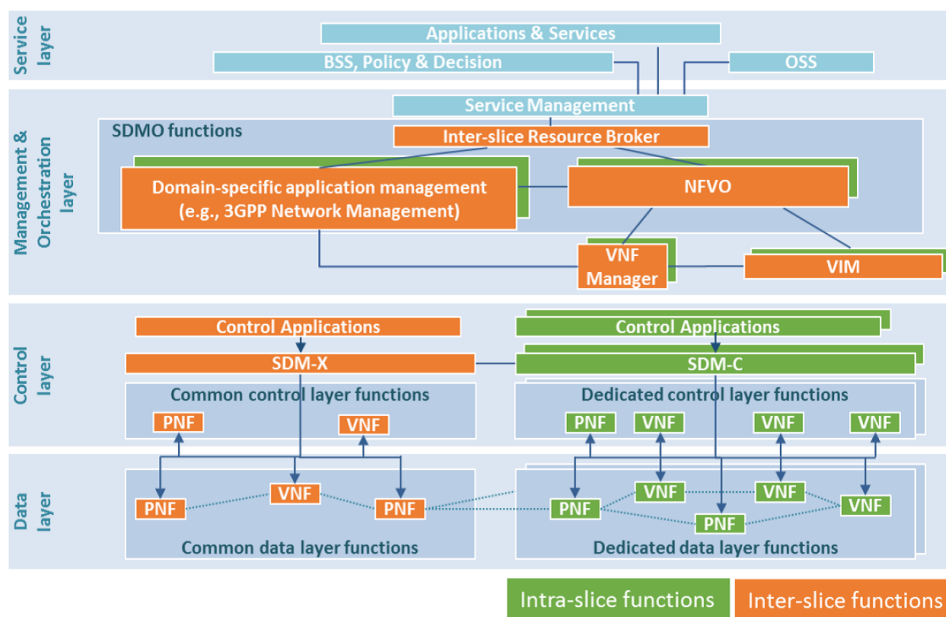 Service
layer
Applications & Services
BSS, Policy & Decision
OSS
Management &
Orchestration
layer
Service Management
SDMO functions
Inter-slice Resource Broker
Domain-specific application management
(e.g., 3GPP Network Management)
NFVO
VNF
Manager
VIM
Control
layer
Control Applications
Control Applications
SDM-X
SDM-C
Common control layer functions
Dedicated control layer functions
PNF
VNF
PNF
VNF
VNF
VNF
Data
layer
PNF
VNF
PNF
PNF
VNF
PNF
VNF
VNF
Common data layer functions
Dedicated data layer functions
Intra-slice functions
Inter-slice functions